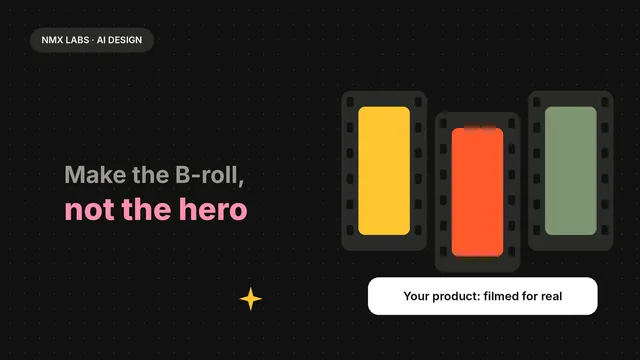 NMX LABS · AI DESIGN
Make the B-roll,
not the hero
Your product: filmed for real